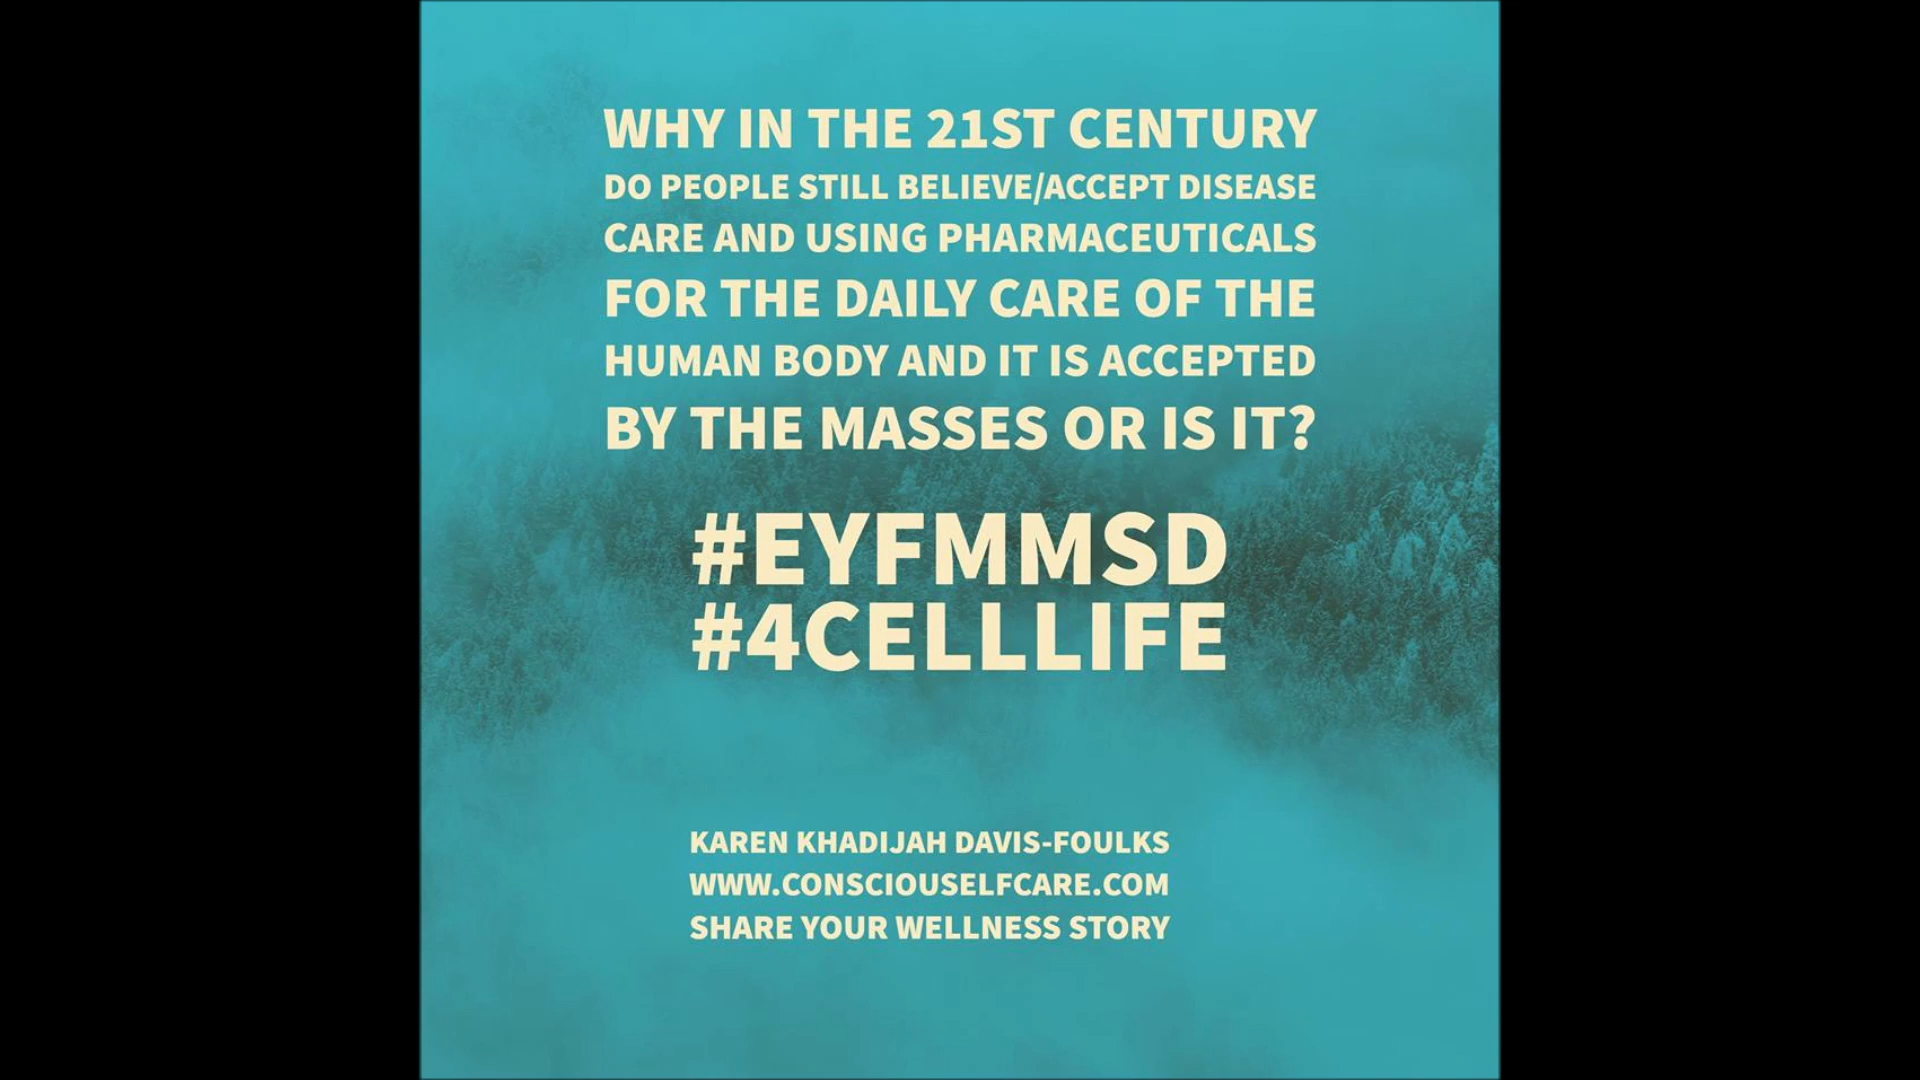 WHY IN THE 21ST CENTURY
DO PEOPLE STILL BELIEVE/ACCEPT DISEASE
CARE AND USING PHARMACEUTICALS
FOR THE DAILY CARE OF THE
HUMAN BODY AND IT IS ACCEPTED
BY THE MASSES OR IS IT?
#EYFMMSD
#4CELLLIFE
KAREN KHADIJAH DAVIS-FOULKS
WWW.CONSCIOUSELFCARE.COM
SHARE YOUR WELLNESS STORY